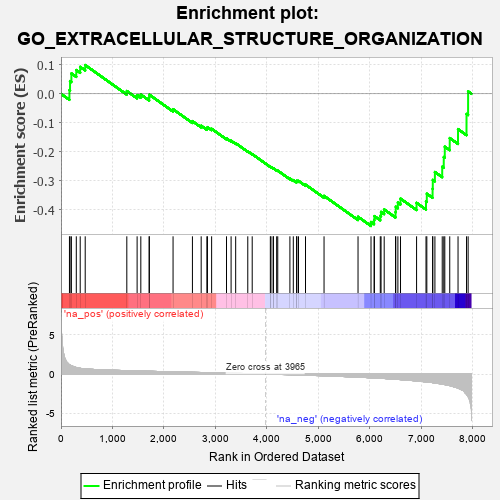 Enrichment plot:
GO_EXTRACELLULAR_STRUCTURE_ORGANIZATION
Enrichment score (ES)
0.1
0.0
-0.1
-0.2
-0.3
-0.4
'na_pos' (positively correlated)
Ranked list metric (PreRanked)
5
0
-5
Zero cross at 3965
'na_neg' (negatively correlated)
0
1,000
2,000
3,000
4,000
5,000
6,000
7,000
8,000
Rank in Ordered Dataset
Enrichment profile
Hits
Ranking metric scores